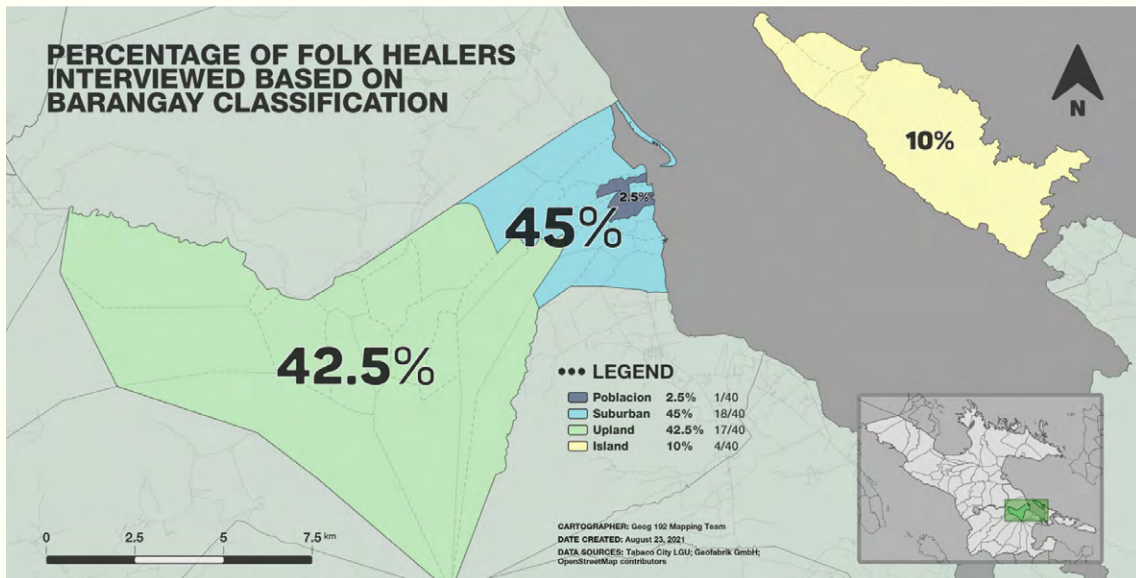 PERCENTAGE OF FOLK HEALERS
INTERVIEWED BASED ON
BARANGAY CLASSIFICATION
N
10%
2.5%
45%
42.5%
••• LEGEND
Poblacion 2.5% 1/40
Suburban 45% 18/40
Upland 42.5% 17/40
Island 10% 4/40
0 2.5 5 7.5 km
CARTOGRAPHER: Geog 192 Mapping Team
DATE CREATED: August 23, 2021
DATA SOURCES: Tabaco City LGU; Geofabrik GmbH;
OpenStreetMap contributors